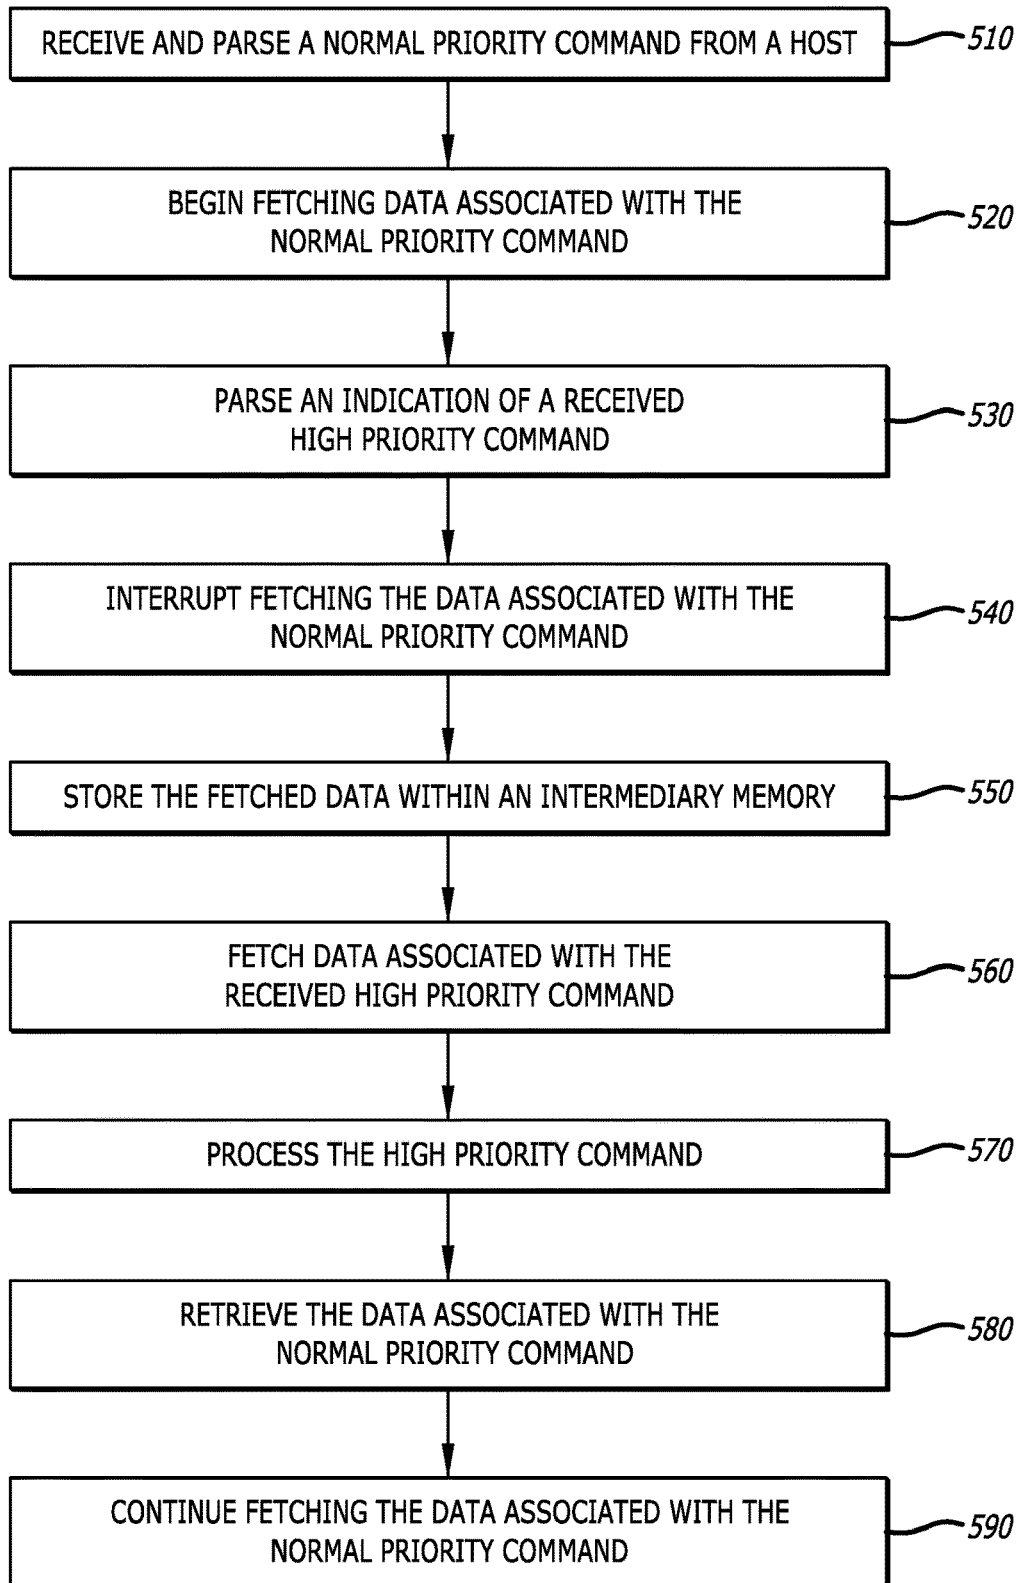 RECEIVE AND PARSE A NORMAL PRIORITY COMMAND FROM A HOST
510
BEGIN FETCHING DATA ASSOCIATED WITH THE
NORMAL PRIORITY COMMAND
520
PARSE AN INDICATION OF A RECEIVED
HIGH PRIORITY COMMAND
530
INTERRUPT FETCHING THE DATA ASSOCIATED WITH THE
NORMAL PRIORITY COMMAND
540
STORE THE FETCHED DATA WITHIN AN INTERMEDIARY MEMORY
550
FETCH DATA ASSOCIATED WITH THE
RECEIVED HIGH PRIORITY COMMAND
560
PROCESS THE HIGH PRIORITY COMMAND
570
RETRIEVE THE DATA ASSOCIATED WITH THE
NORMAL PRIORITY COMMAND
580
CONTINUE FETCHING THE DATA ASSOCIATED WITH THE
NORMAL PRIORITY COMMAND
590